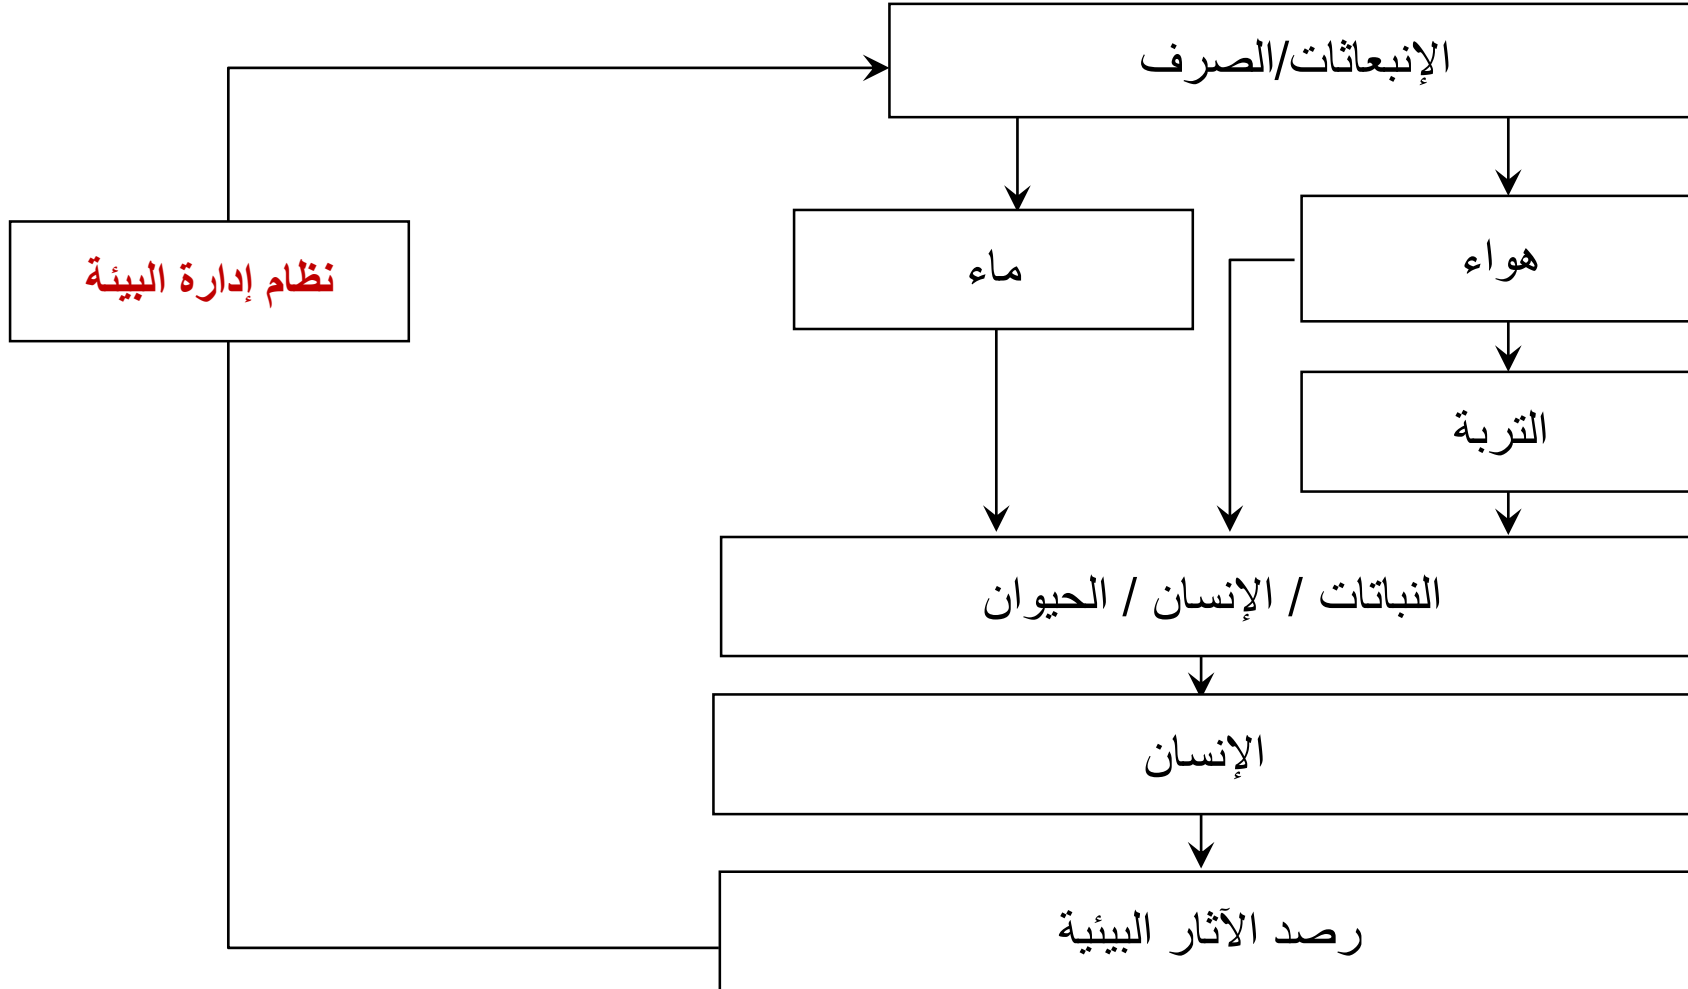 الإنبعاثات/الصرف
هواء
ماء
نظام إدارة البيئة
التربة
النباتات / الإنسان / الحيوان
الإنسان
رصد الآثار البيئية